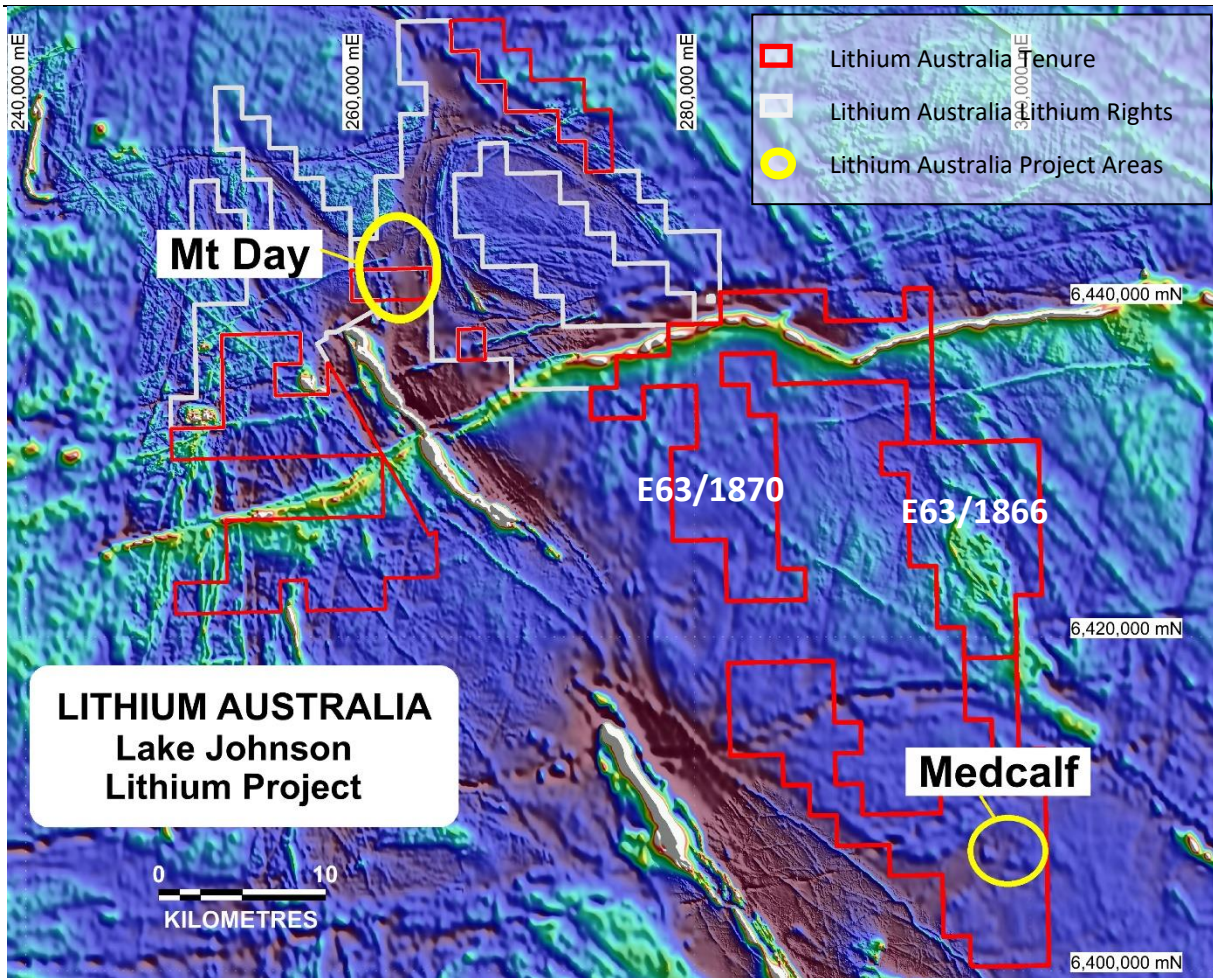 240,000 mE
260,000 mE
280,000 mE
300,000 mE
Lithium Australia Tenure
Lithium Australia Lithium Rights
Lithium Australia Project Areas
Mt Day
6,440,000 mN
E63/1870
E63/1866
6,420,000 mN
LITHIUM AUSTRALIA
Lake Johnson
Lithium Project
Medcalf
0 10
KILOMETRES
6,400,000 mN